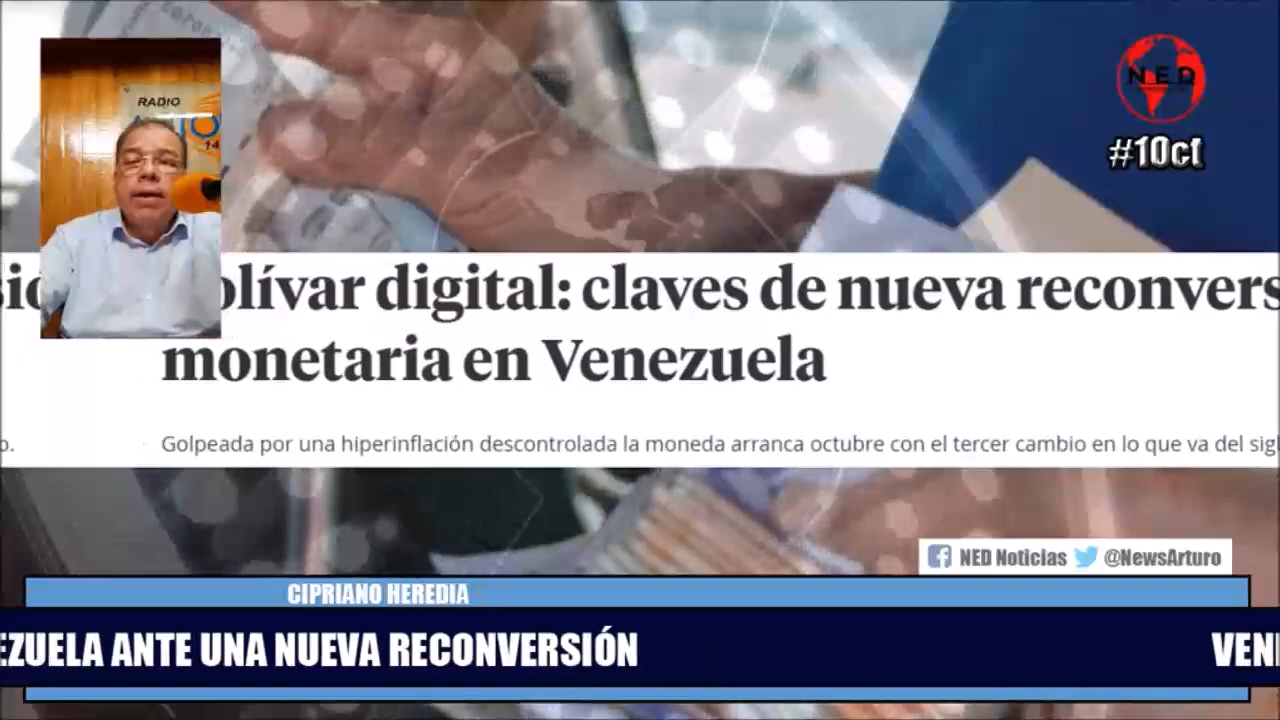 RADIO
NED
#1Oct
olívar digital: claves de nueva reconvers
monetaria en Venezuela
o.
Golpeada por una hiperinflación descontrolada la moneda arranca octubre con el tercer cambio en lo que va del sig
NED Noticias @NewsArturo
CIPRIANO HEREDIA
EZUELA ANTE UNA NUEVA RECONVERSIÓN VEN